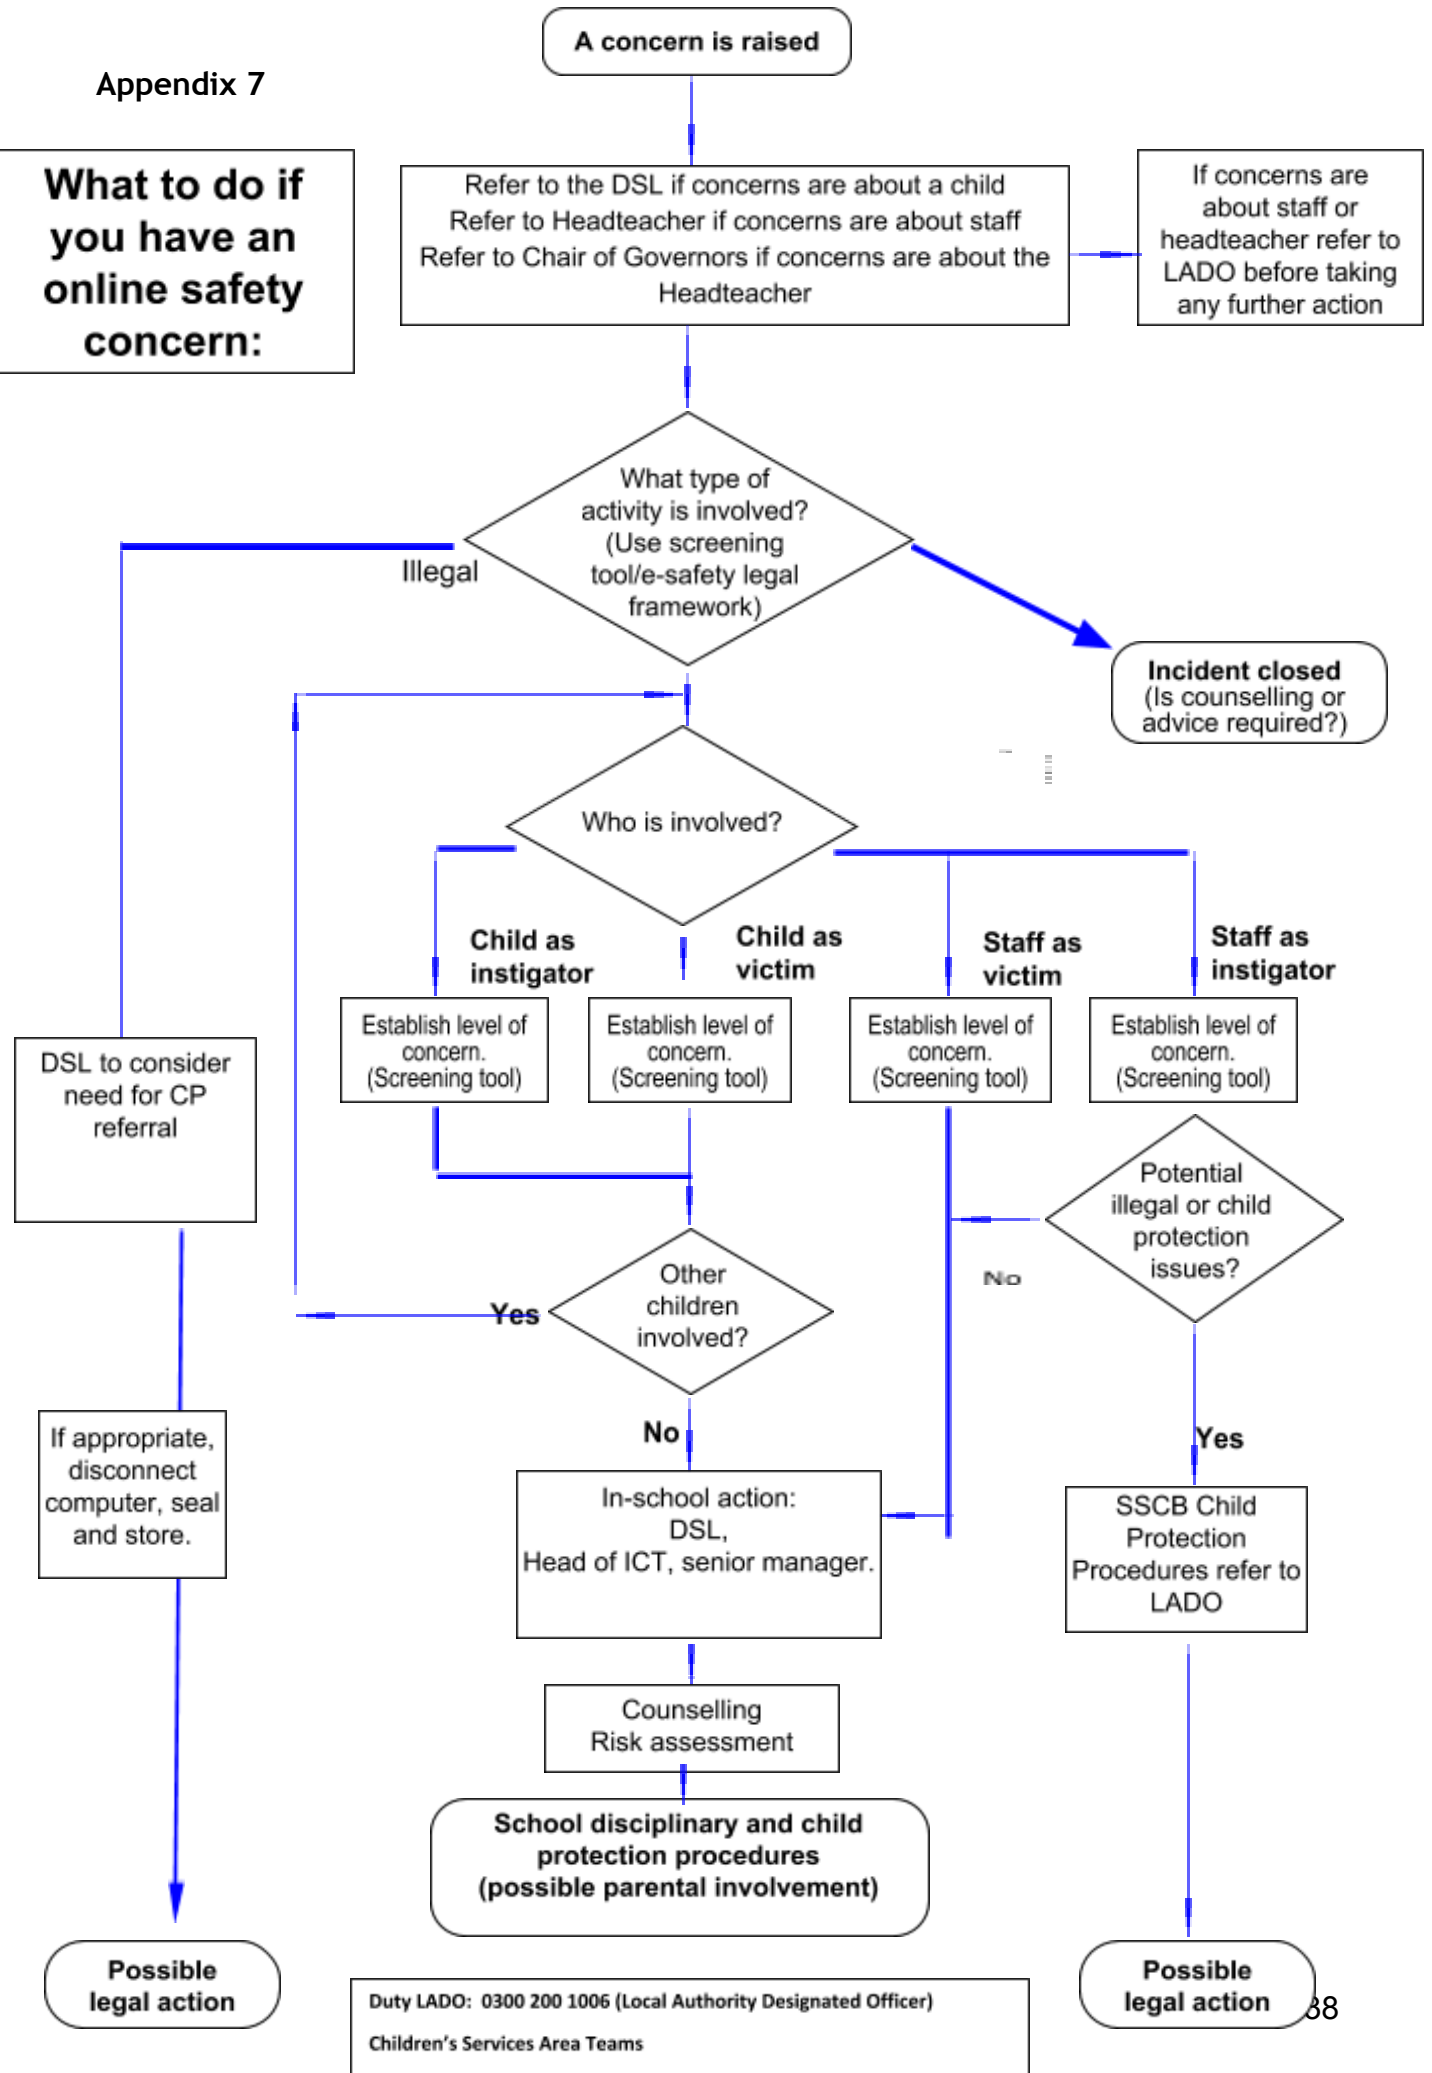 A concern is raised
Appendix 7
What to do if
you have an
online safety
concern:
Refer to the DSL if concerns are about a child
Refer to Headteacher if concerns are about staff
Refer to Chair of Governors if concerns are about the
Headteacher
If concerns are
about staff or
headteacher refer to
LADO before taking
any further action
What type of
activity is involved?
(Use screening
tool/e-safety legal
framework)
Illegal
Incident closed
(Is counselling or
advice required?)
Who is involved?
Child as
instigator
Child as
victim
Staff as
victim
Staff as
instigator
Establish level of
concern.
(Screening tool)
Establish level of
concern.
(Screening tool)
Establish level of
concern.
(Screening tool)
Establish level of
concern.
(Screening tool)
DSL to consider
need for CP
referral
Potential
illegal or child
protection
issues?
No
Other
children
involved?
Yes
No
Yes
If appropriate,
disconnect
computer, seal
and store.
In-school action:
DSL,
Head of ICT, senior manager.
SSCB Child
Protection
Procedures refer to
LADO
Counselling
Risk assessment
School disciplinary and child
protection procedures
(possible parental involvement)
Possible
legal action
Possible
legal action
38
Duty LADO: 0300 200 1006 (Local Authority Designated Officer)
Children's Services Area Teams